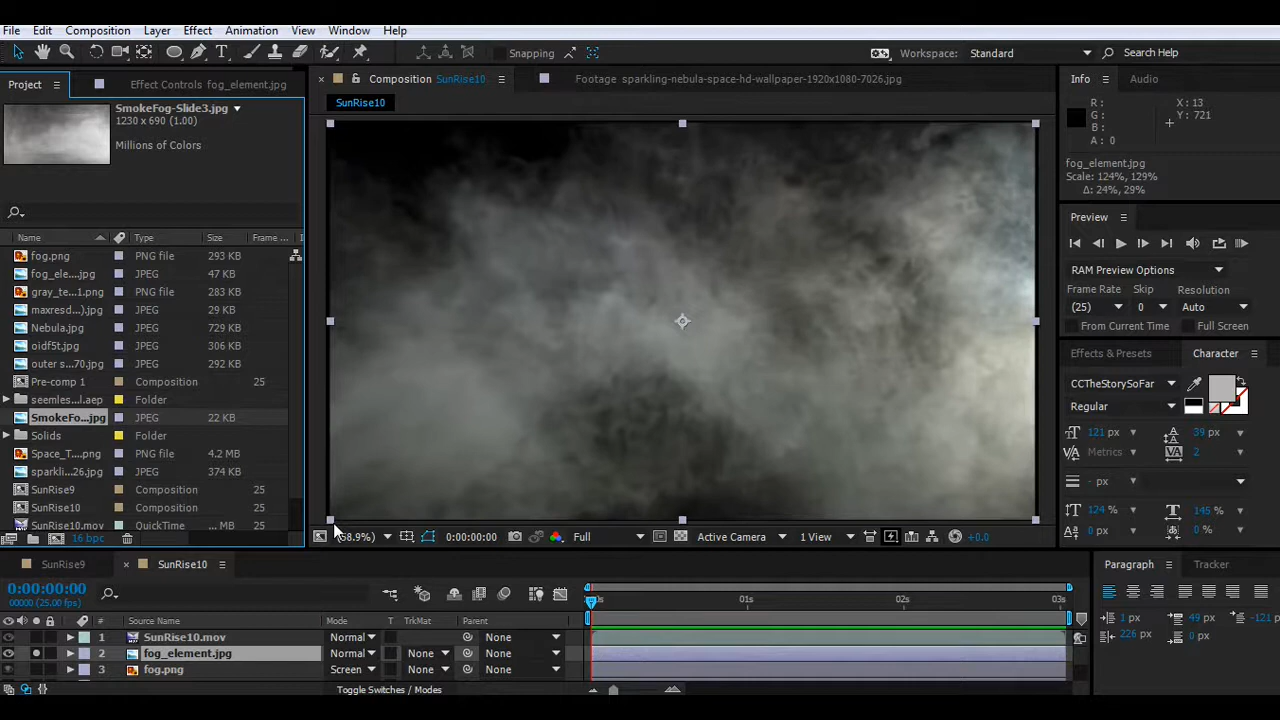 File Edit Composition Layer Effect Animation View Window Help
Snapping
Workspace: Standard
Search Help
Project
Effect Controls fog_element.jpg
Composition SunRise10
Footage sparkling-nebula-space-hd-wallpaper-1920x1080-7026.jpg
Info
Audio
SmokeFog-Slide3.jpg
1230 x 690 (1.00)
Millions of Colors
SunRise10
R :
G :
B :
A : 0
X : 13
Y : 721
fog_element.jpg
Scale: 124%, 129%
Δ: 24%, 29%
Preview
RAM Preview Options
Frame Rate Skip Resolution
(25) 0 Auto
From Current Time Full Screen
Effects & Presets
Character
CCTheStorySoFar
Regular
121 px 39 px
Metrics 2
- px
124 % 145 %
0 px 0 %
Name Type Size Frame ...
fog.png PNG file 293 KB
fog_ele....jpg JPEG 47 KB
gray_te...1.png PNG file 283 KB
maxresd...).jpg JPEG 29 KB
Nebula.jpg JPEG 729 KB
oidf5t.jpg JPEG 306 KB
outer s...70.jpg JPEG 292 KB
Pre-comp 1 Composition 25
seemles...l.aep Folder
SmokeFo...jpg JPEG 22 KB
Solids Folder
Space_T....png PNG file 4.2 MB
sparkli...26.jpg JPEG 374 KB
SunRise9 Composition 25
SunRise10 Composition 25
SunRise10.mov QuickTime ... MB 25
16 bpc
0:00:00:00
Full
Active Camera
1 View
+0.0
SunRise9
SunRise10
0:00:00:00
00000 (25.00 fps)
01s 02s 03s
Source Name Mode T TrkMat Parent
1 SunRise10.mov Normal None
2 fog_element.jpg Normal None None
3 fog.png Screen None None
Toggle Switches / Modes
Paragraph
Tracker
1 px 49 px -121 p
226 px 0 px